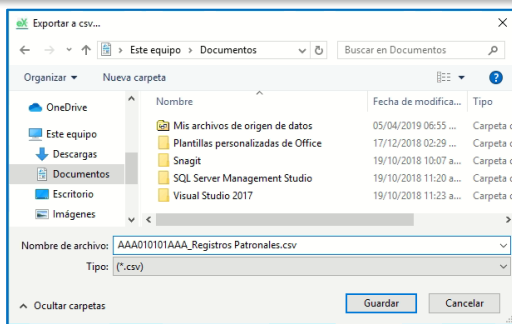 Exportar a csv...
Este equipo > Documentos
Buscar en Documentos
Organizar
Nueva carpeta
OneDrive
Este equipo
Descargas
Documentos
Escritorio
Imágenes
Nombre Fecha de modifica... Tipo
Mis archivos de origen de datos 05/04/2019 06:55 ... Carpeta
Plantillas personalizadas de Office 17/12/2018 02:29 ... Carpeta
Snagit 19/10/2018 10:07 a... Carpeta
SQL Server Management Studio 19/10/2018 11:20 a... Carpeta
Visual Studio 2017 19/10/2018 11:23 a... Carpeta
Nombre de archivo: AAA010101AAA_Registros Patronales.csv
Tipo: (*.csv)
Ocultar carpetas
Guardar
Cancelar